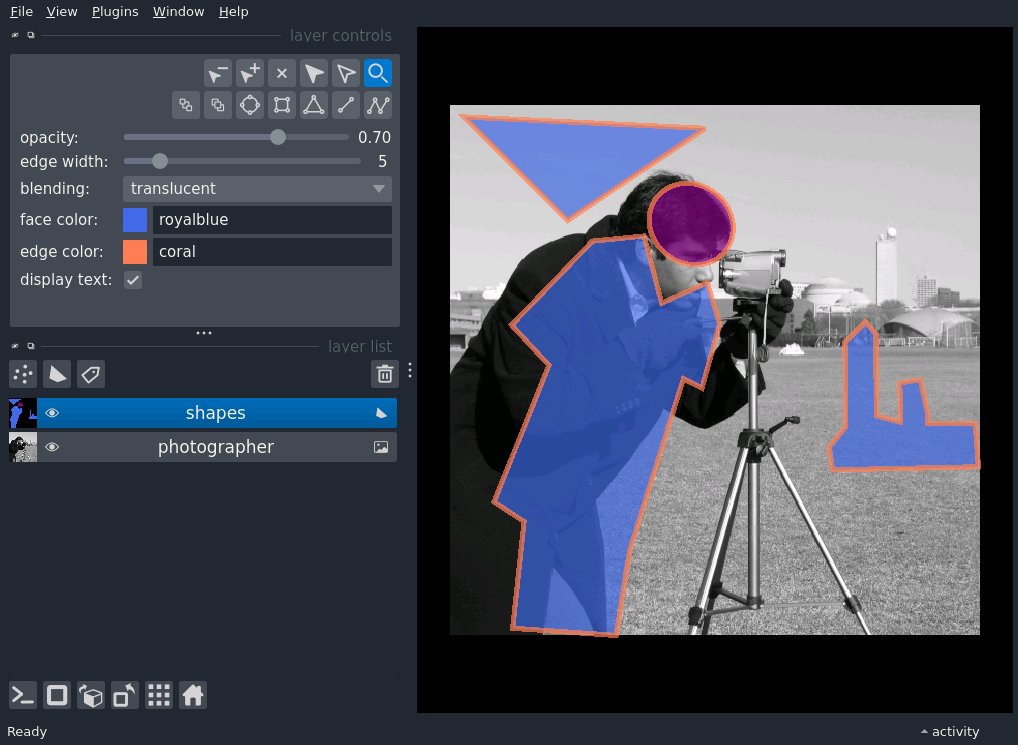 File View Plugins Window Help
layer controls
opacity: 0.70
edge width: 5
blending: translucent
face color: royalblue
edge color: coral
display text:
layer list
shapes
photographer
Ready
activity